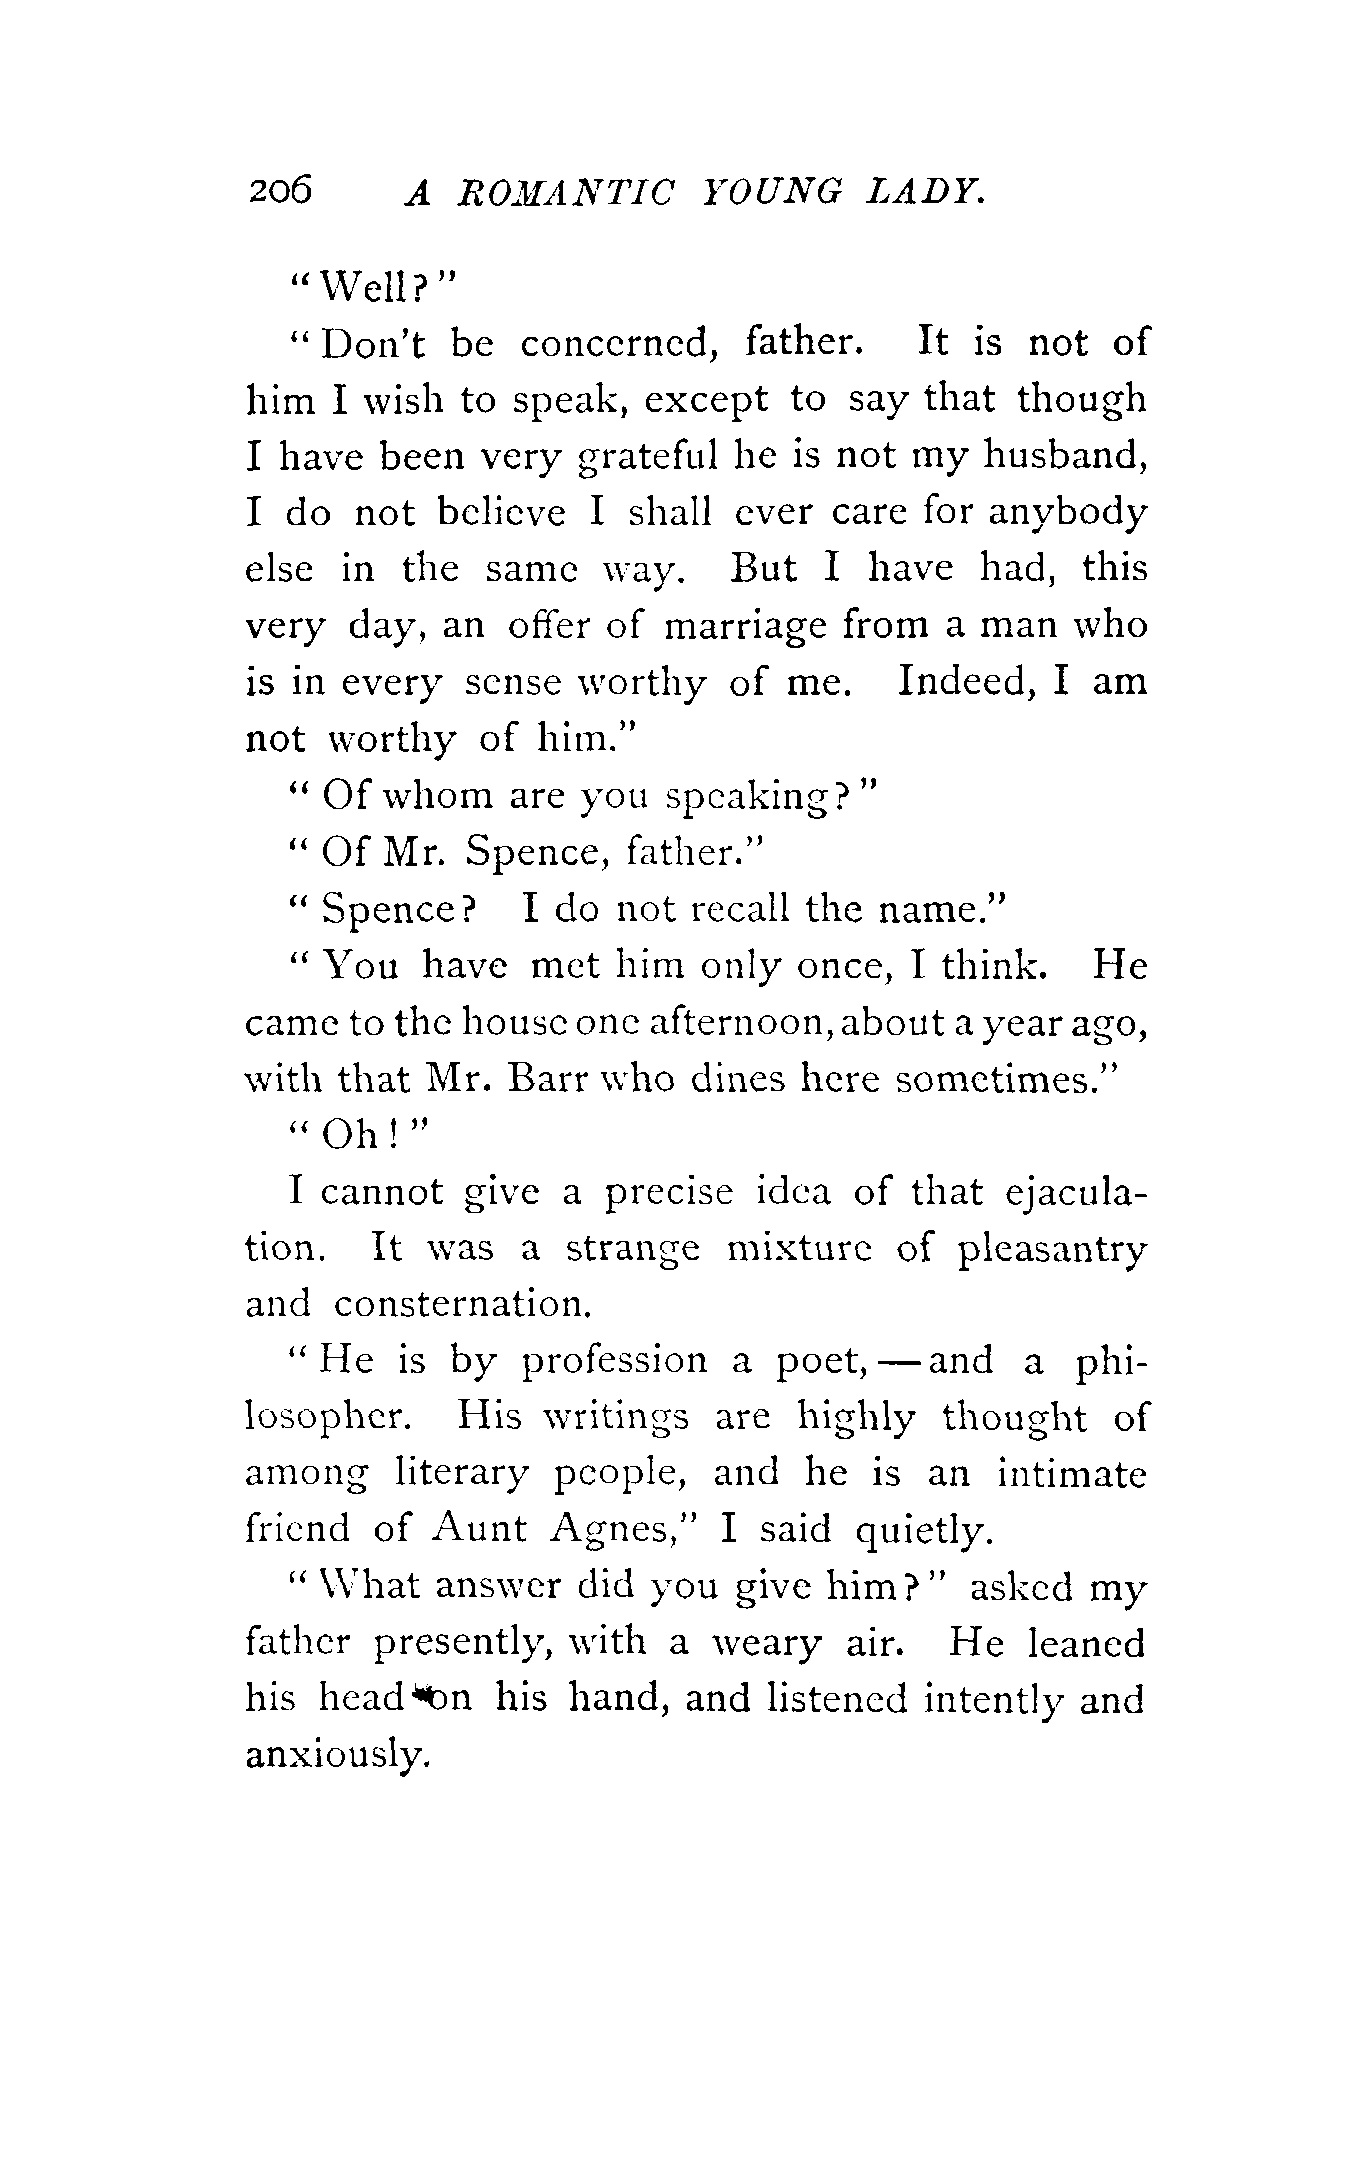 206 A ROMANTIC YOUNG LADY.
"Well?"
"Don't be concerned, father. It is not of
him I wish to speak, except to say that though
I have been very grateful he is not my husband,
I do not believe I shall ever care for anybody
else in the same way. But I have had, this
very day, an offer of marriage from a man who
is in every sense worthy of me. Indeed, I am
not worthy of him."
"Of whom are you speaking?"
"Of Mr. Spence, father."
"Spence? I do not recall the name."
"You have met him only once, I think. He
came to the house one afternoon, about a year ago,
with that Mr. Barr who dines here sometimes."
"Oh!"
I cannot give a precise idea of that ejacula-
tion. It was a strange mixture of pleasantry
and consternation.
"He is by profession a poet,—and a phi-
losopher. His writings are highly thought of
among literary people, and he is an intimate
friend of Aunt Agnes," I said quietly.
"What answer did you give him?" asked my
father presently, with a weary air. He leaned
his head on his hand, and listened intently and
anxiously.